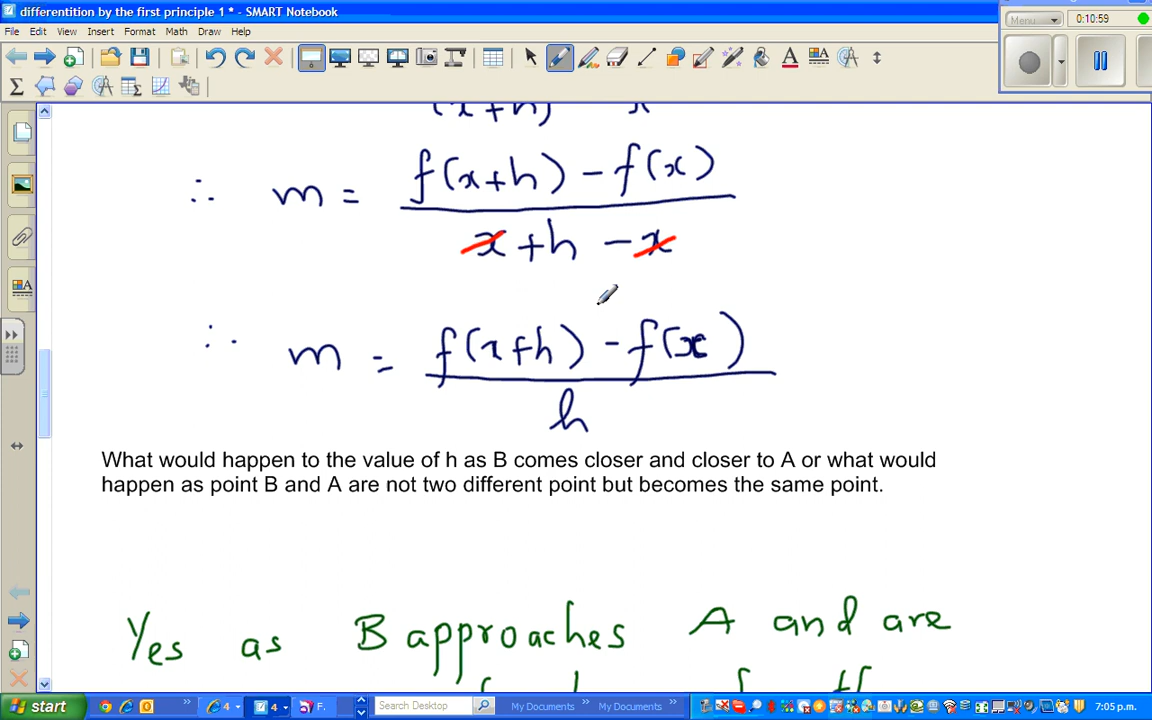 differentition by the first principle 1 * - SMART Notebook
File Edit View Insert Format Math Draw Help
Menu
0:10:59
(x+h) x
∴ m = f(x+h) - f(x)
x + h - x
∴ m = f(x+h) - f(x)
h
What would happen to the value of h as B comes closer and closer to A or what would
happen as point B and A are not two different point but becomes the same point.
Yes as B approaches A and are
start 4 4 F. Search Desktop My Documents » My Documents » 7:05 p.m.